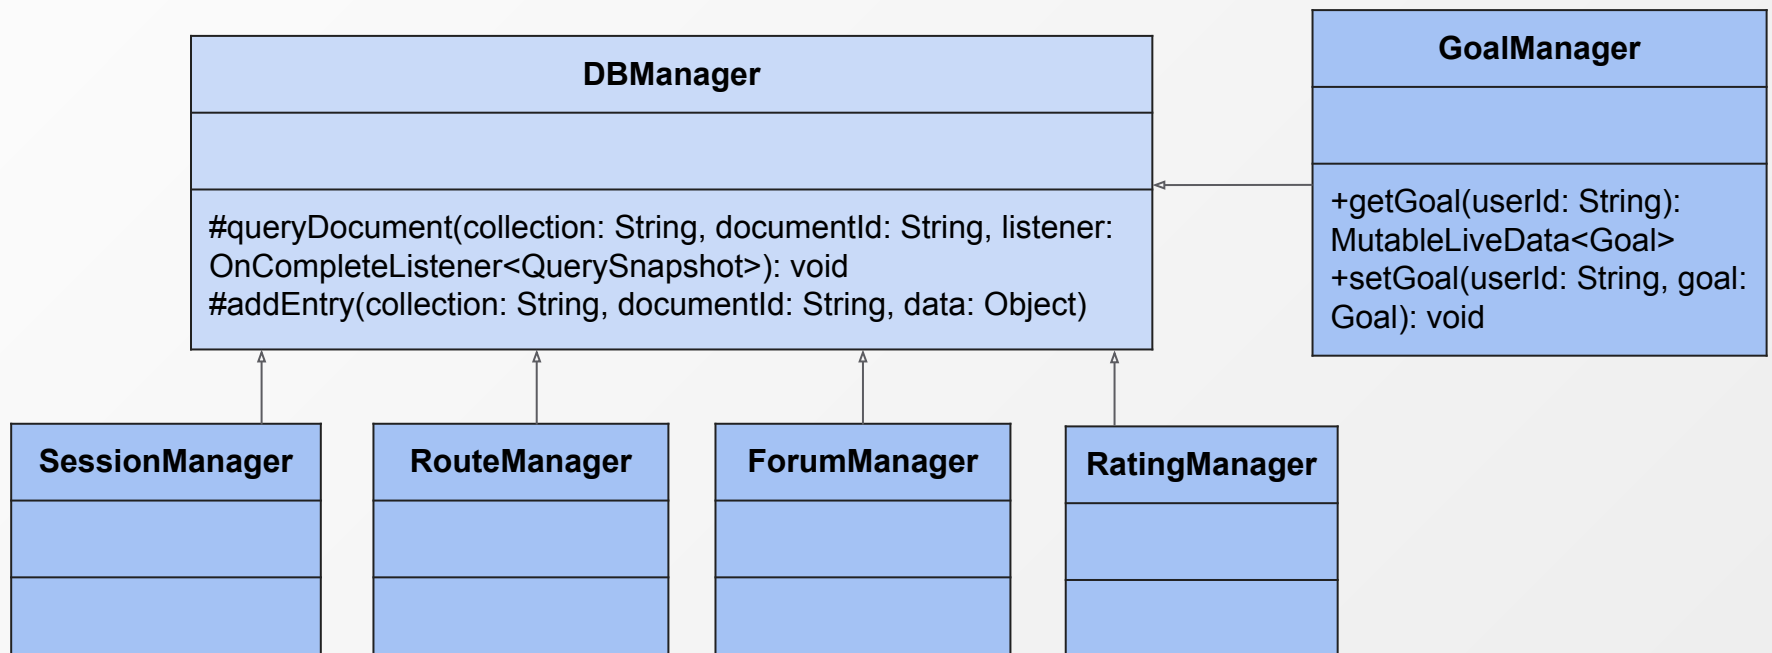 DBManager
#queryDocument(collection: String, documentId: String, listener:
OnCompleteListener<QuerySnapshot>): void
#addEntry(collection: String, documentId: String, data: Object)
GoalManager
+getGoal(userId: String):
MutableLiveData<Goal>
+setGoal(userId: String, goal:
Goal): void
SessionManager
RouteManager
ForumManager
RatingManager